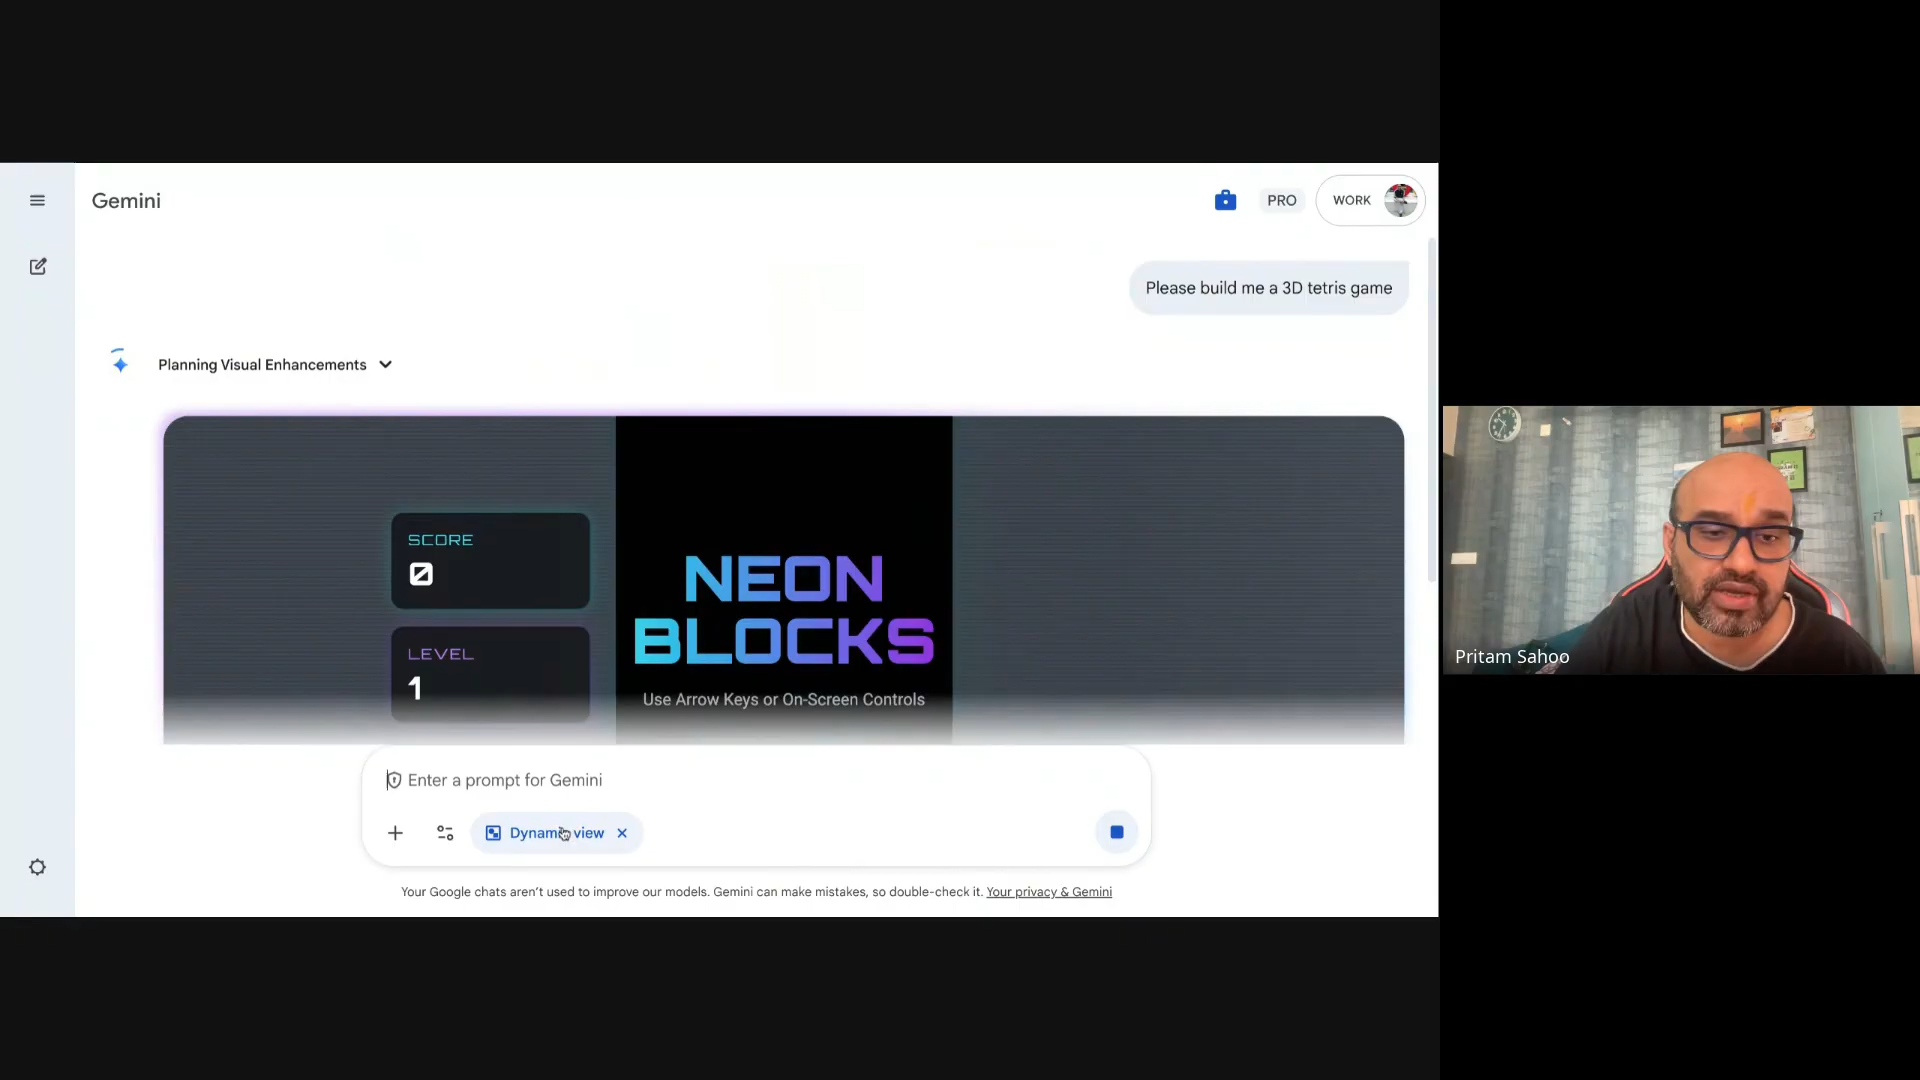 Gemini
PRO
WORK
Please build me a 3D tetris game
Planning Visual Enhancements
SCORE
0
LEVEL
1
NEON
BLOCKS
Use Arrow Keys or On-Screen Controls
Enter a prompt for Gemini
Dynamic view
Your Google chats aren't used to improve our models. Gemini can make mistakes, so double-check it. Your privacy & Gemini
Pritam Sahoo